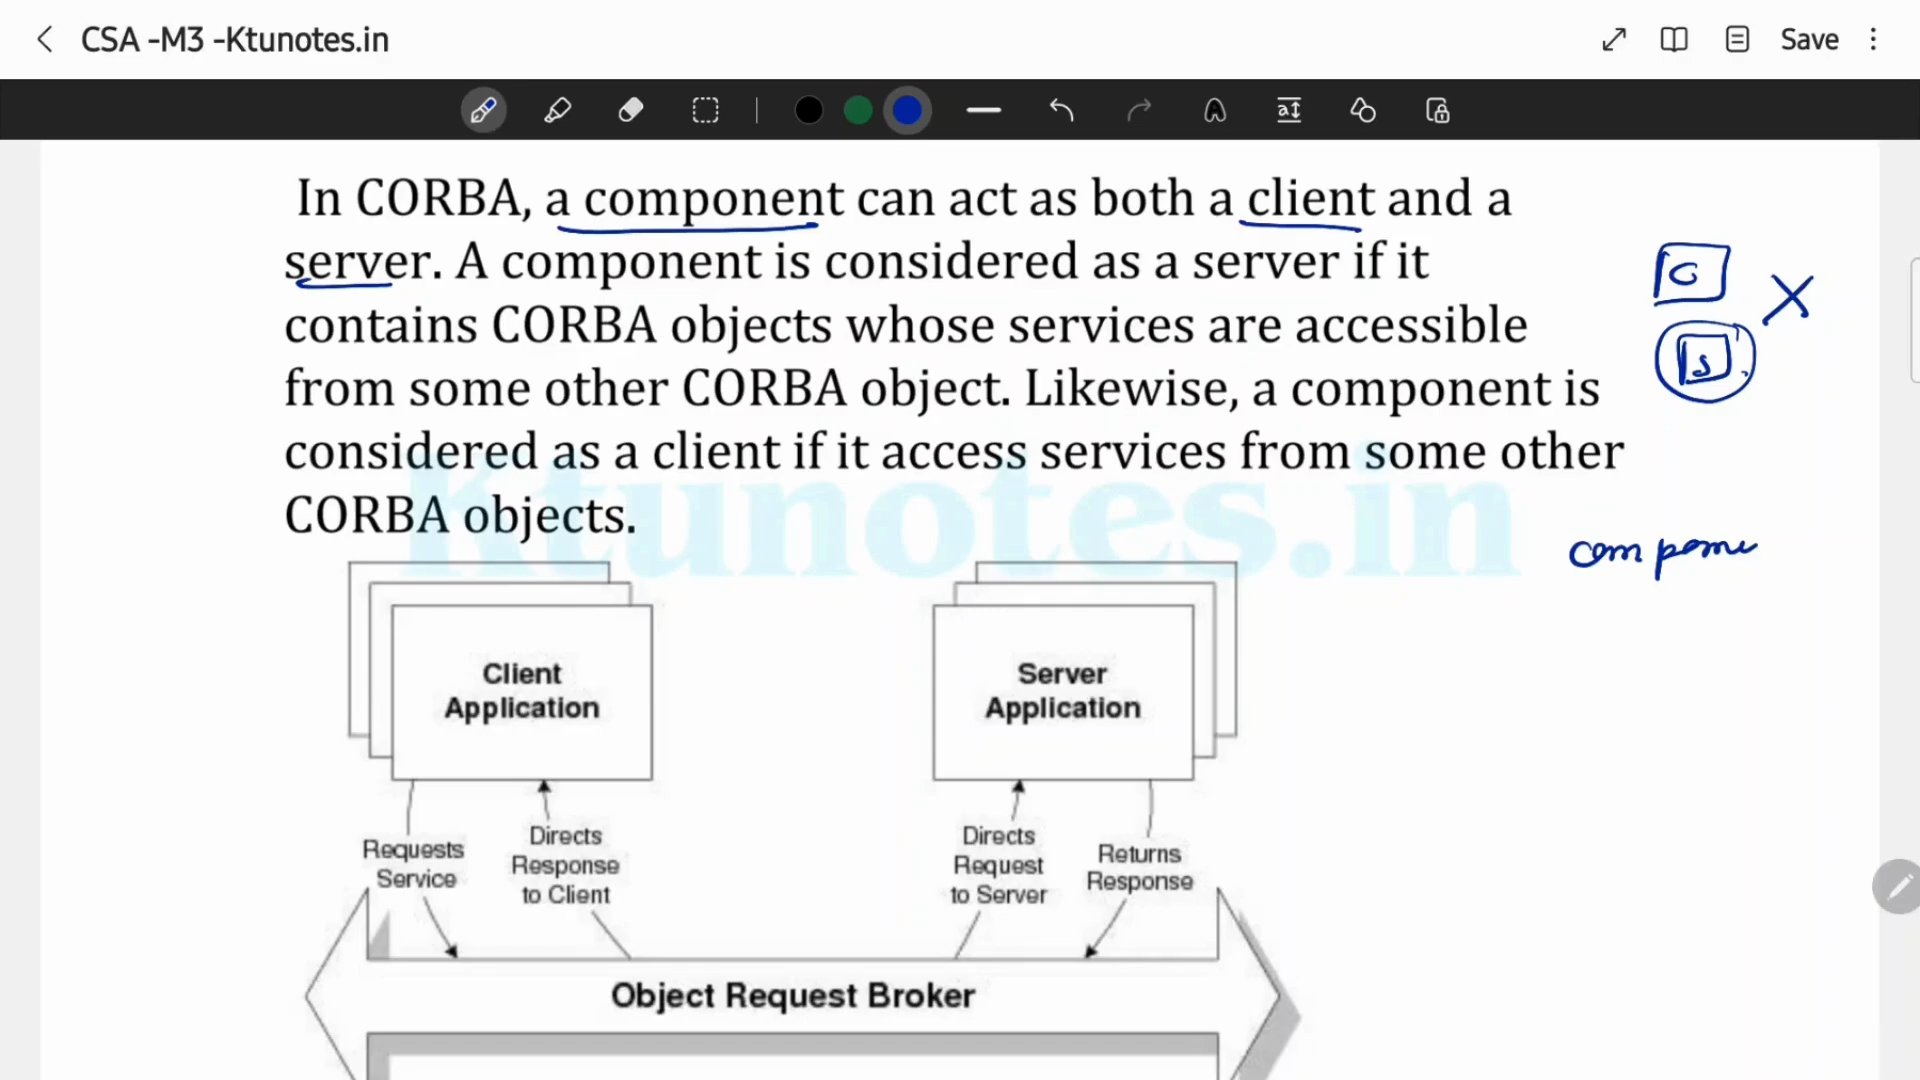 CSA -M3 -Ktunotes.in
Save
In CORBA, a component can act as both a client and a
server. A component is considered as a server if it
contains CORBA objects whose services are accessible
from some other CORBA object. Likewise, a component is
considered as a client if it access services from some other
CORBA objects.
C
S
Ktunotes.in
compone
Client
Application
Server
Application
Requests
Service
Directs
Response
to Client
Directs
Request
to Server
Returns
Response
Object Request Broker